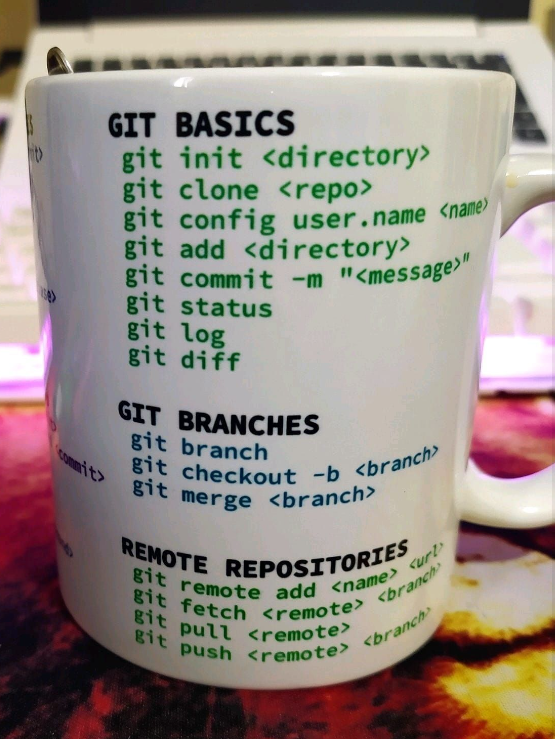 GIT BASICS
git init <directory>
git clone <repo>
git config user.name <name>
git add <directory>
git commit -m "<message>"
git status
git log
git diff
GIT BRANCHES
git branch
git checkout -b <branch>
git merge <branch>
REMOTE REPOSITORIES
git remote add <name> <url>
git fetch <remote> <branch>
git pull <remote>
git push <remote> <branch>
commit>